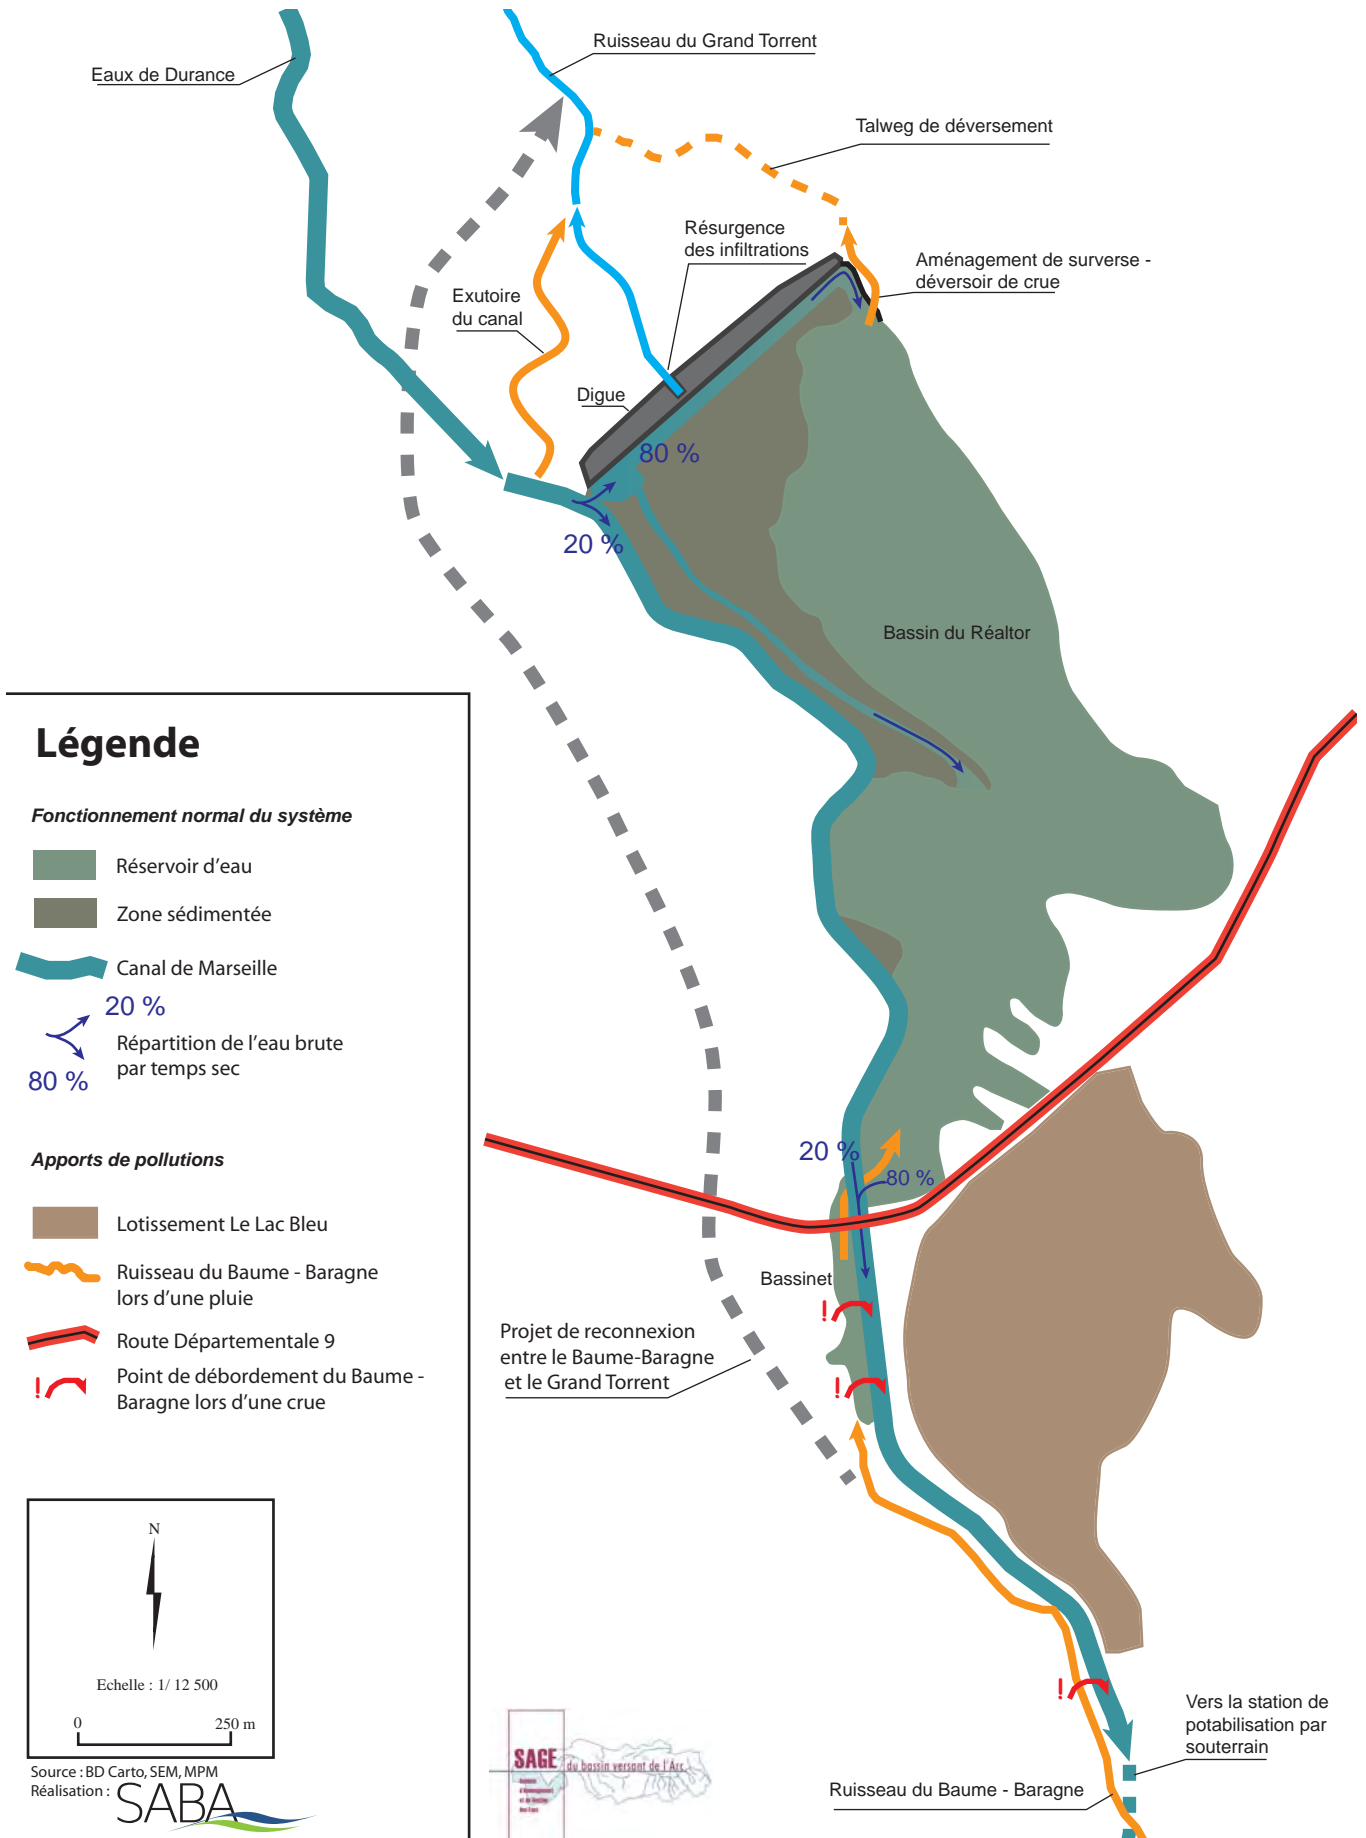 Ruisseau du Grand Torrent
Eaux de Durance
Talweg de déversement
Résurgence
des infiltrations
Aménagement de surverse -
déversoir de crue
Exutoire
du canal
Digue
80 %
20 %
Bassin du Réaltor
Légende
Fonctionnement normal du système
Réservoir d'eau
Zone sédimentée
Canal de Marseille
20 %
Répartition de l'eau brute
par temps sec
80 %
Apports de pollutions
Lotissement Le Lac Bleu
Ruisseau du Baume - Baragne
lors d'une pluie
Route Départementale 9
! Point de débordement du Baume -
Baragne lors d'une crue
20 %
80 %
Bassinet
!
!
Projet de reconnexion
entre le Baume-Baragne
et le Grand Torrent
!
N
Echelle : 1/ 12 500
0 250 m
Source : BD Carto, SEM, MPM
Réalisation :
SABA
SAGE du bassin versant de l'Arc
Vers la station de
potabilisation par
souterrain
Ruisseau du Baume - Baragne